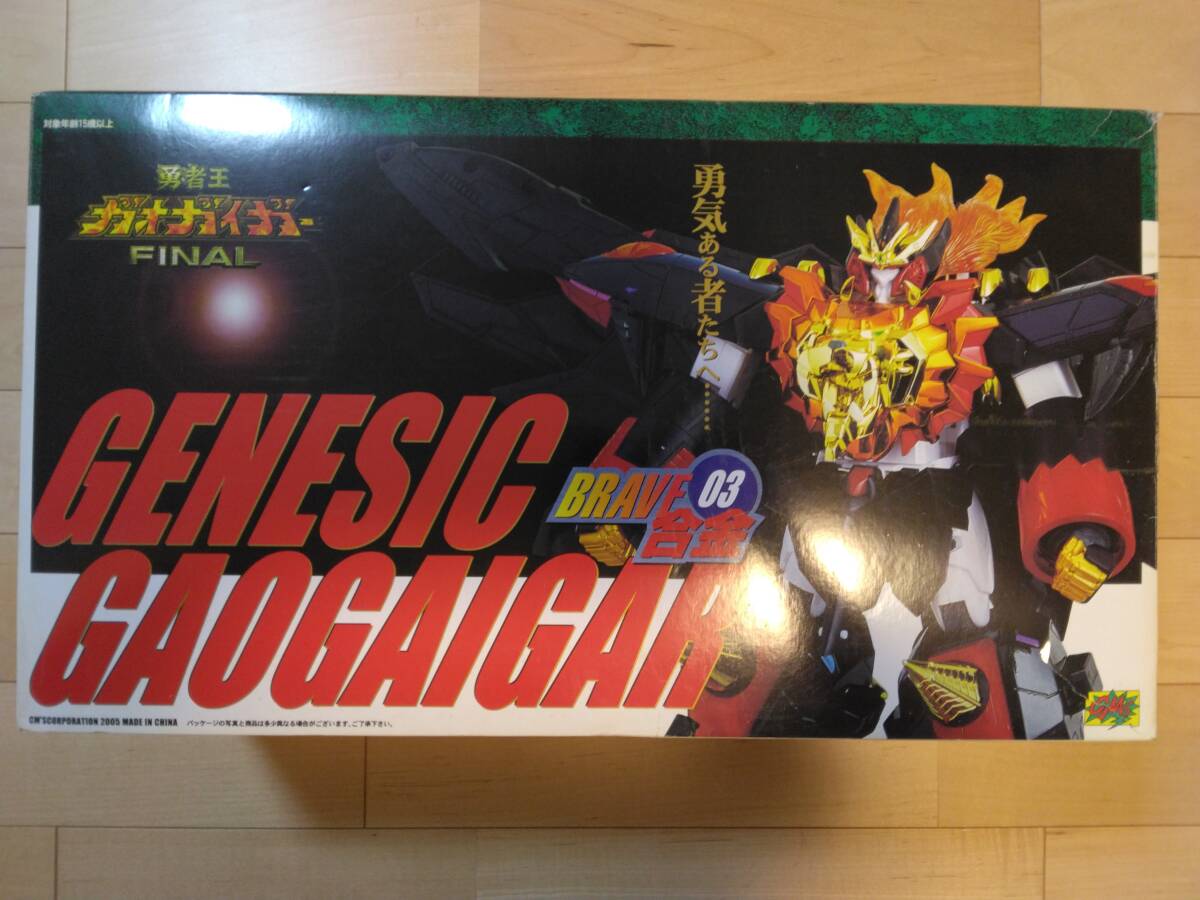 対象年齢15歳以上
勇者王
ガオガイガー
FINAL
勇気ある者たちへ・・・・・・
GENESIC
GAOGAIGAR
BRAVE 03
合金
CM'SCORPORATION 2005 MADE IN CHINA パッケージの写真と商品は多少異なる場合がございます、ご了承下さい。
CM's